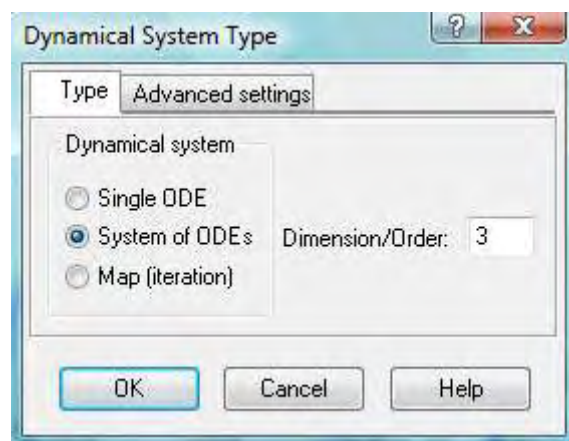 Dynamical System Type
Type Advanced settings
Dynamical system
Single ODE
System of ODEs Dimension/Order: 3
Map (iteration)
OK Cancel Help